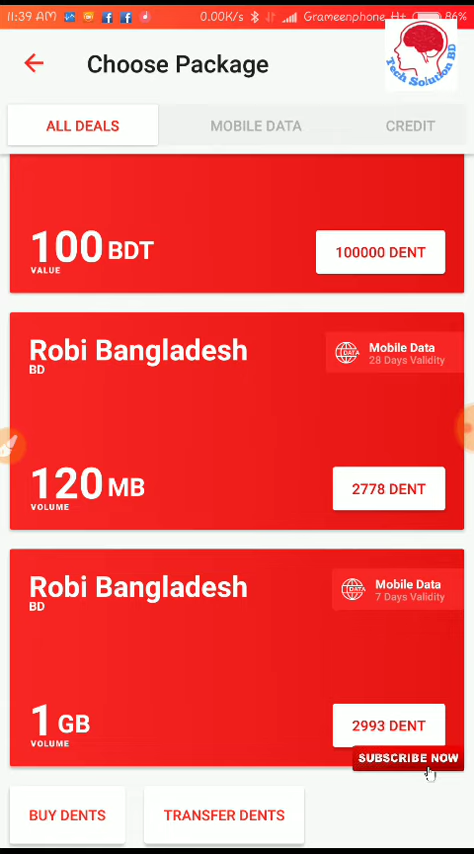 11:39 AM 0.00K/s Grameenphone H+ 86%
Choose Package
Tech Solution BD
ALL DEALS MOBILE DATA CREDIT
100 BDT
VALUE
100000 DENT
Robi Bangladesh
BD
Mobile Data
28 Days Validity
120 MB
VOLUME
2778 DENT
Robi Bangladesh
BD
Mobile Data
7 Days Validity
1 GB
VOLUME
2993 DENT
SUBSCRIBE NOW
BUY DENTS TRANSFER DENTS